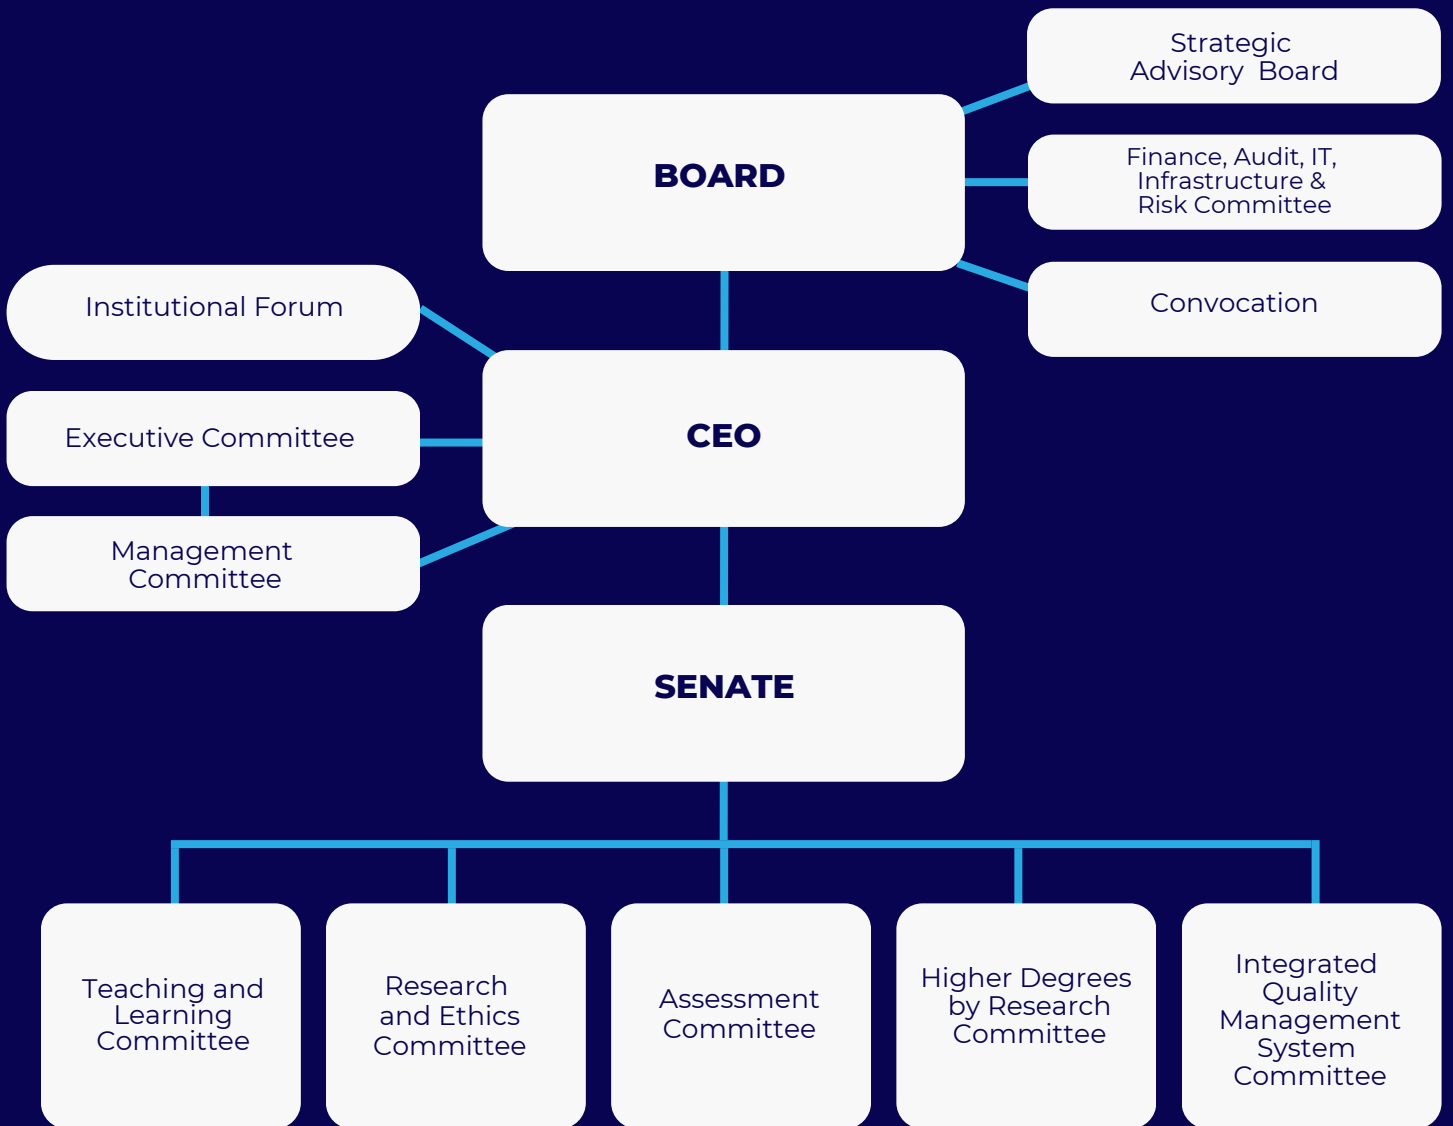 Strategic
Advisory Board
BOARD
Finance, Audit, IT,
Infrastructure &
Risk Committee
Convocation
Institutional Forum
Executive Committee
CEO
Management
Committee
SENATE
Teaching and
Learning
Committee
Research
and Ethics
Committee
Assessment
Committee
Higher Degrees
by Research
Committee
Integrated
Quality
Management
System
Committee